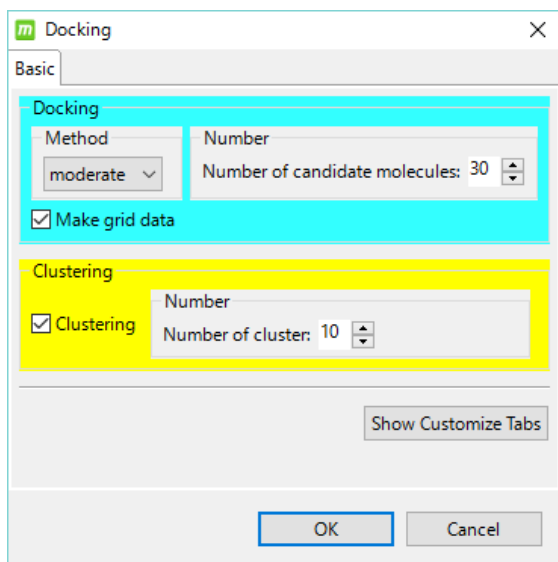 m Docking
Basic
Docking
Method
moderate
Number
Number of candidate molecules: 30
Make grid data
Clustering
Clustering
Number
Number of cluster: 10
Show Customize Tabs
OK
Cancel